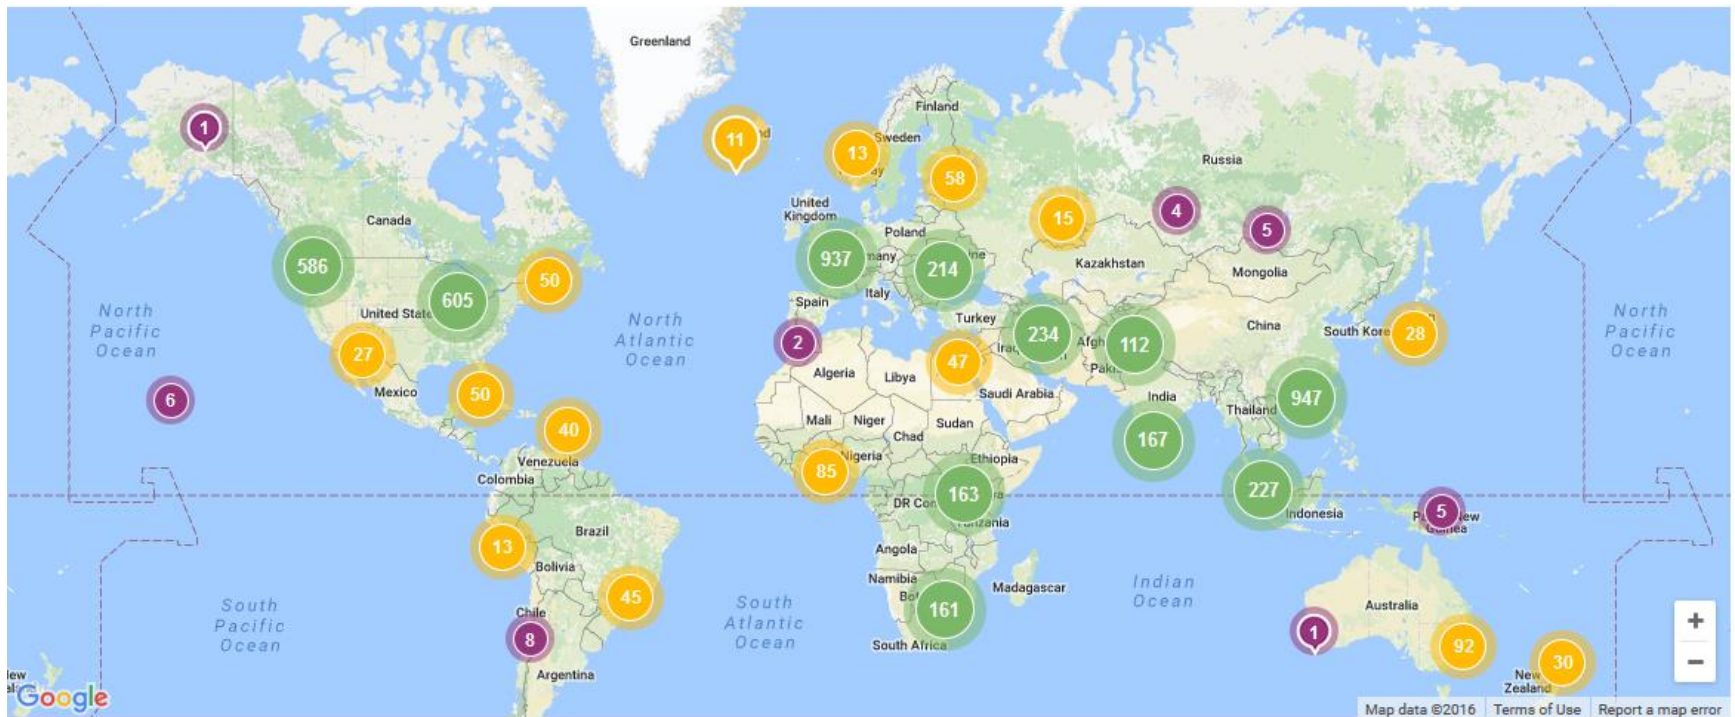 Greenland
Finland
1
11
13
Sweden
58
Russia
United
Kingdom
4
15
5
Canada
Poland
937
214
586
Kazakhstan
Mongolia
50
605
Italy
Spain
Turkey
China
United
North
Pacific
Ocean
North
Atlantic
Ocean
North
Pacific
Ocean
South
28
2
234
112
27
47
Algeria
Libya
Saudi Arabia
Mexico
50
India
947
6
Thailand
Mali
Niger
Sudan
Chad
40
167
Nigeria
Ethiopia
85
Venezuela
Colombia
163
227
Indonesia
5
Brazil
13
Angola
Bolivia
Namibia
Madagascar
Indian
Ocean
45
161
Australia
Chile
South
Pacific
Ocean
South
Atlantic
Ocean
8
1
+
−
South Africa
92
30
Argentina
New
Zealand
Google
Map data ©2016 Terms of Use Report a map error